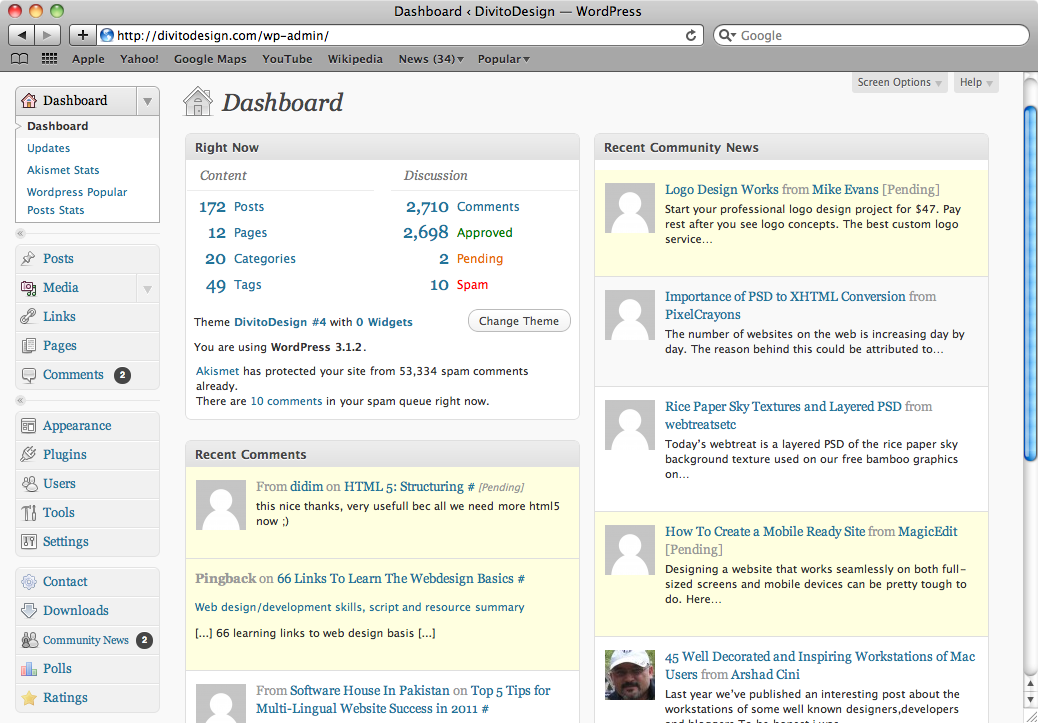 Dashboard ‹ DivitoDesign — WordPress
http://divitodesign.com/wp-admin/
Google
Apple Yahoo! Google Maps YouTube Wikipedia News (34)▾ Popular▾
Screen Options Help
Dashboard
Dashboard
Updates
Akismet Stats
Wordpress Popular
Posts Stats
Posts
Media
Links
Pages
Comments 2
Appearance
Plugins
Users
Tools
Settings
Contact
Downloads
Community News 2
Polls
Ratings
Dashboard
Right Now
Content Discussion
172 Posts 2,710 Comments
12 Pages 2,698 Approved
20 Categories 2 Pending
49 Tags 10 Spam
Theme DivitoDesign #4 with 0 Widgets Change Theme
You are using WordPress 3.1.2.
Akismet has protected your site from 53,334 spam comments
already.
There are 10 comments in your spam queue right now.
Recent Comments
From didim on HTML 5: Structuring # [Pending]
this nice thanks, very usefull bec all we need more html5
now ;)
Pingback on 66 Links To Learn The Webdesign Basics #
Web design/development skills, script and resource summary
[...] 66 learning links to web design basis [...]
From Software House In Pakistan on Top 5 Tips for
Multi-Lingual Website Success in 2011 #
Recent Community News
Logo Design Works from Mike Evans [Pending]
Start your professional logo design project for $47. Pay
rest after you see logo concepts. The best custom logo
service…
Importance of PSD to XHTML Conversion from
PixelCrayons
The number of websites on the web is increasing day by
day. The reason behind this could be attributed to…
Rice Paper Sky Textures and Layered PSD from
webtreatsetc
Today's webtreat is a layered PSD of the rice paper sky
background texture used on our free bamboo graphics
on…
How To Create a Mobile Ready Site from MagicEdit
[Pending]
Designing a website that works seamlessly on both full-
sized screens and mobile devices can be pretty tough to
do. Here…
45 Well Decorated and Inspiring Workstations of Mac
Users from Arshad Cini
Last year we've published an interesting post about the
workstations of some well known designers,developers